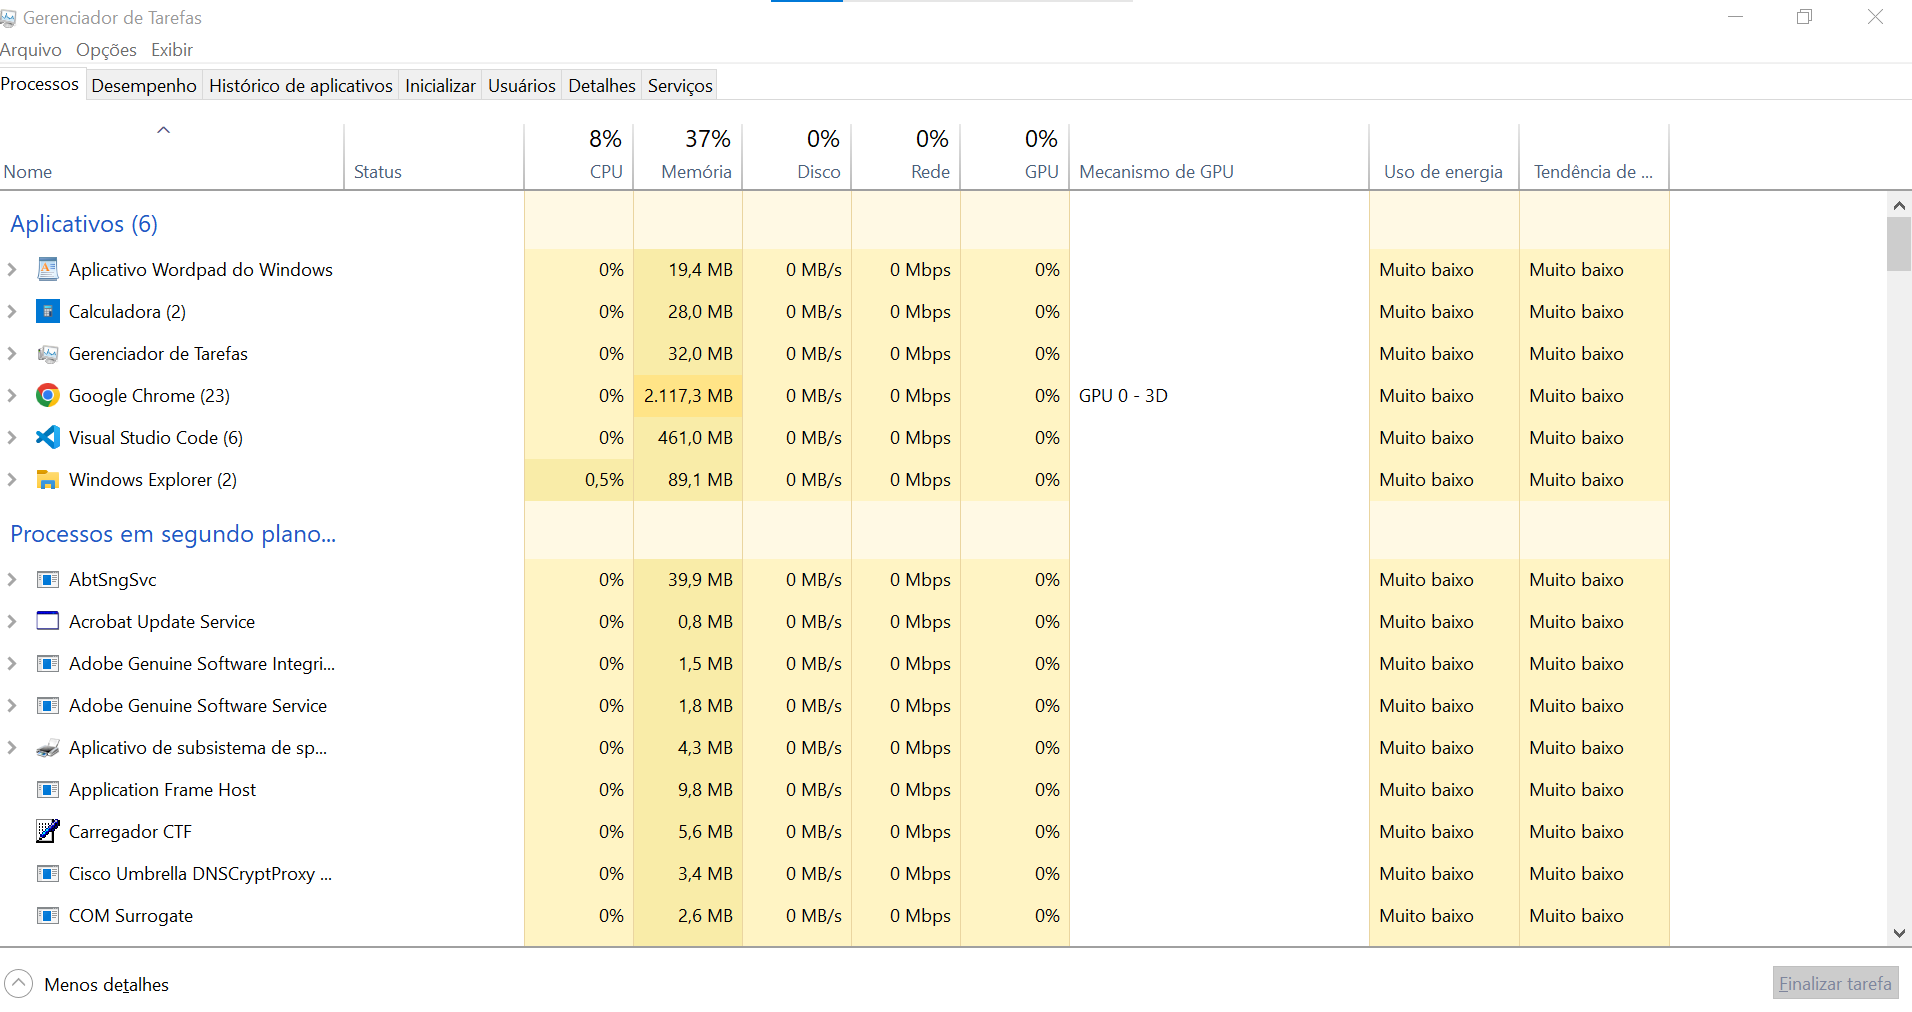 Gerenciador de Tarefas
Arquivo Opções Exibir
Processos Desempenho Histórico de aplicativos Inicializar Usuários Detalhes Serviços
8% 37% 0% 0% 0%
Nome Status CPU Memória Disco Rede GPU Mecanismo de GPU Uso de energia Tendência de ...
Aplicativos (6)
Aplicativo Wordpad do Windows 0% 19,4 MB 0 MB/s 0 Mbps 0% Muito baixo Muito baixo
Calculadora (2) 0% 28,0 MB 0 MB/s 0 Mbps 0% Muito baixo Muito baixo
Gerenciador de Tarefas 0% 32,0 MB 0 MB/s 0 Mbps 0% Muito baixo Muito baixo
Google Chrome (23) 0% 2.117,3 MB 0 MB/s 0 Mbps 0% GPU 0 - 3D Muito baixo Muito baixo
Visual Studio Code (6) 0% 461,0 MB 0 MB/s 0 Mbps 0% Muito baixo Muito baixo
Windows Explorer (2) 0,5% 89,1 MB 0 MB/s 0 Mbps 0% Muito baixo Muito baixo
Processos em segundo plano...
AbtSngSvc 0% 39,9 MB 0 MB/s 0 Mbps 0% Muito baixo Muito baixo
Acrobat Update Service 0% 0,8 MB 0 MB/s 0 Mbps 0% Muito baixo Muito baixo
Adobe Genuine Software Integri... 0% 1,5 MB 0 MB/s 0 Mbps 0% Muito baixo Muito baixo
Adobe Genuine Software Service 0% 1,8 MB 0 MB/s 0 Mbps 0% Muito baixo Muito baixo
Aplicativo de subsistema de sp... 0% 4,3 MB 0 MB/s 0 Mbps 0% Muito baixo Muito baixo
Application Frame Host 0% 9,8 MB 0 MB/s 0 Mbps 0% Muito baixo Muito baixo
Carregador CTF 0% 5,6 MB 0 MB/s 0 Mbps 0% Muito baixo Muito baixo
Cisco Umbrella DNSCryptProxy ... 0% 3,4 MB 0 MB/s 0 Mbps 0% Muito baixo Muito baixo
COM Surrogate 0% 2,6 MB 0 MB/s 0 Mbps 0% Muito baixo Muito baixo
Menos detalhes Finalizar tarefa